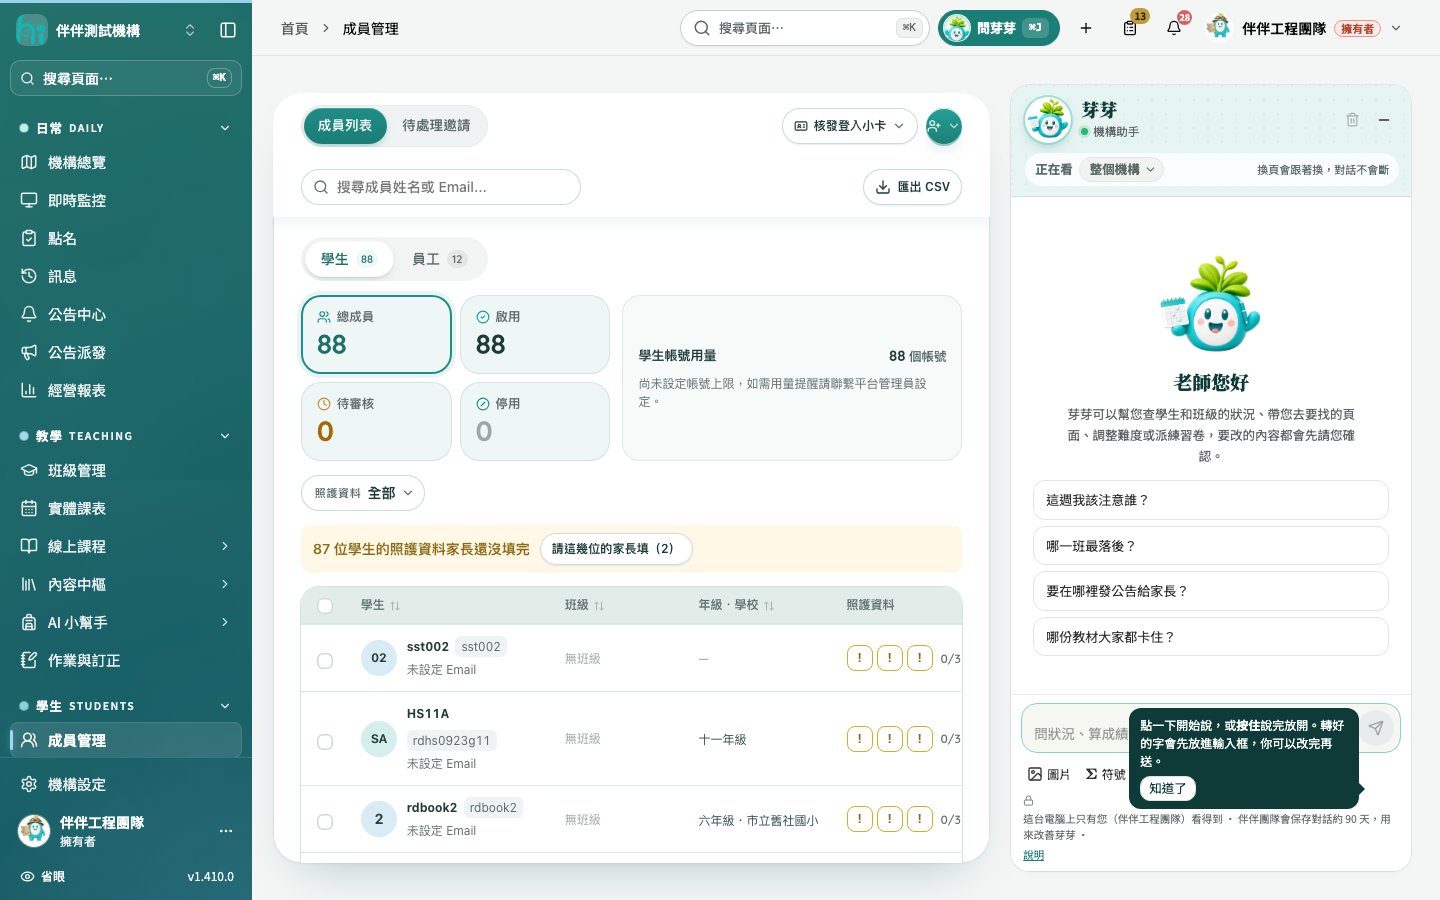 伴伴測試機構
搜尋頁面⋯
⌘K
日常 DAILY
機構總覽
即時監控
點名
訊息
公告中心
公告派發
經營報表
教學 TEACHING
班級管理
實體課表
線上課程
內容中樞
AI 小幫手
作業與訂正
學生 STUDENTS
成員管理
機構設定
伴伴工程團隊
擁有者
省眼
v1.410.0
首頁
成員管理
搜尋頁面⋯
⌘K
問芽芽
⌘J
13
28
伴伴工程團隊
擁有者
成員列表
待處理邀請
核發登入小卡
搜尋成員姓名或 Email...
匯出 CSV
學生 88
員工 12
總成員
88
啟用
88
待審核
0
停用
0
學生帳號用量
88 個帳號
尚未設定帳號上限，如需用量提醒請聯繫平台管理員設
定。
照護資料 全部
87 位學生的照護資料家長還沒填完
請這幾位的家長填（2）
學生
班級
年級・學校
照護資料
02
sst002 sst002
未設定 Email
無班級
—
! ! ! 0/3
SA
HS11A
rdhs0923g11
未設定 Email
無班級
十一年級
! ! ! 0/3
2
rdbook2 rdbook2
未設定 Email
無班級
六年級・市立舊社國小
! ! ! 0/3
芽芽
機構助手
正在看
整個機構
換頁會跟著換，對話不會斷
老師您好
芽芽可以幫您查學生和班級的狀況、帶您去要找的頁
面、調整難度或派練習卷，要改的內容都會先請您確
認。
這週我該注意誰？
哪一班最落後？
要在哪裡發公告給家長？
哪份教材大家都卡住？
問狀況、算成績
點一下開始說，或按住說完放開。轉好
的字會先放進輸入框，你可以改完再
送。
知道了
圖片
符號
這台電腦上只有您（伴伴工程團隊）看得到・伴伴團隊會保存對話約 90 天，用
來改善芽芽・
說明